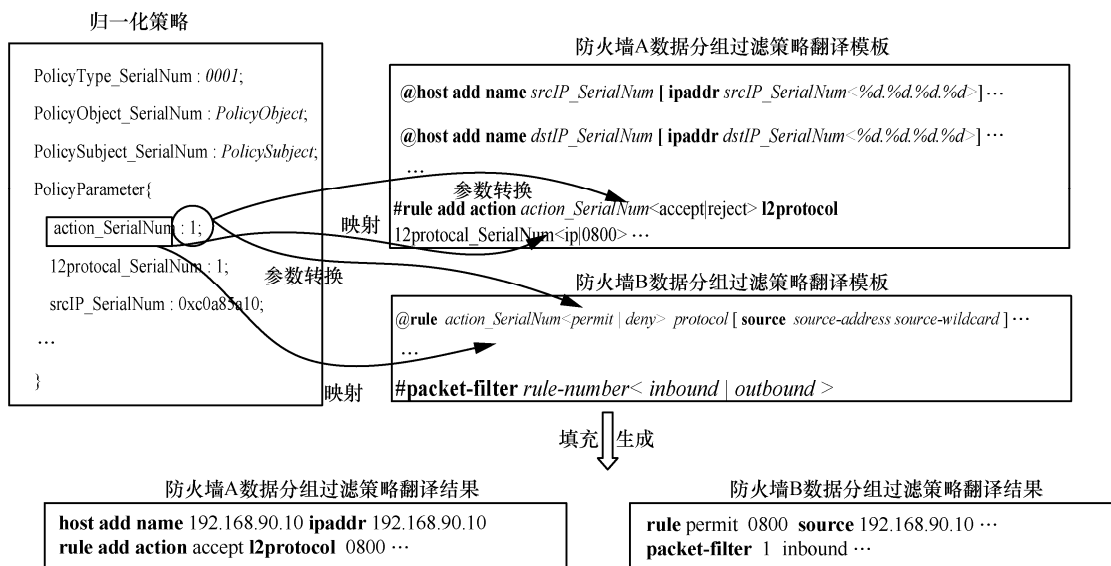 归一化策略
PolicyType_SerialNum : 0001;
PolicyObject_SerialNum : PolicyObject;
PolicySubject_SerialNum : PolicySubject;
PolicyParameter{
action_SerialNum : 1;
12protocal_SerialNum : 1;
srcIP_SerialNum : 0xc0a85a10;
…
}
防火墙A数据分组过滤策略翻译模板
@host add name srcIP_SerialNum [ ipaddr srcIP_SerialNum<%d.%d.%d.%d>] …
@host add name dstIP_SerialNum [ ipaddr dstIP_SerialNum<%d.%d.%d.%d>] …
…
参数转换
#rule add action action_SerialNum<accept|reject> l2protocol
映射
12protocal_SerialNum<ip|0800> …
参数转换
防火墙B数据分组过滤策略翻译模板
@rule action_SerialNum<permit | deny> protocol [ source source-address source-wildcard ] …
…
映射
#packet-filter rule-number< inbound | outbound >
填充 生成
防火墙A数据分组过滤策略翻译结果
host add name 192.168.90.10 ipaddr 192.168.90.10
rule add action accept l2protocol 0800 …
防火墙B数据分组过滤策略翻译结果
rule permit 0800 source 192.168.90.10 …
packet-filter 1 inbound …